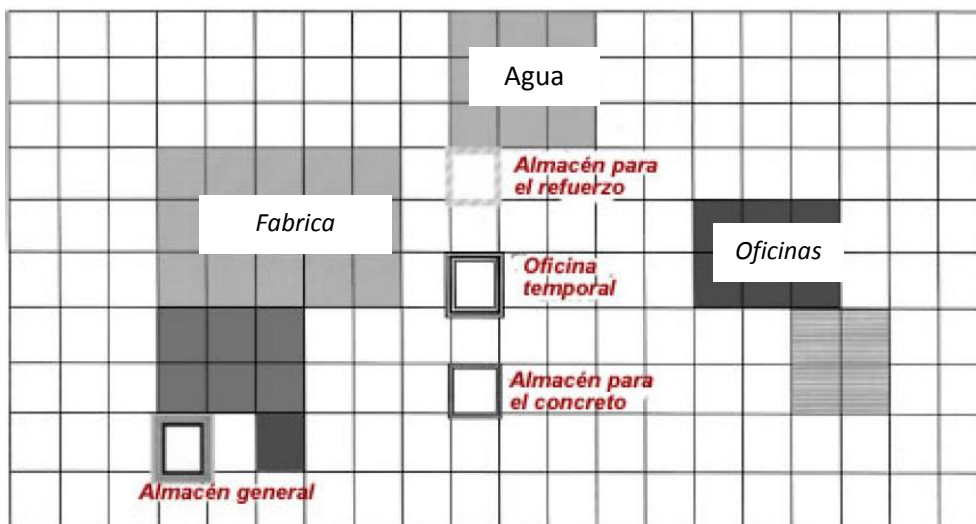 Agua
Almacén para
el refuerzo
Fabrica
Oficinas
Oficina
temporal
Almacén para
el concreto
Almacén general